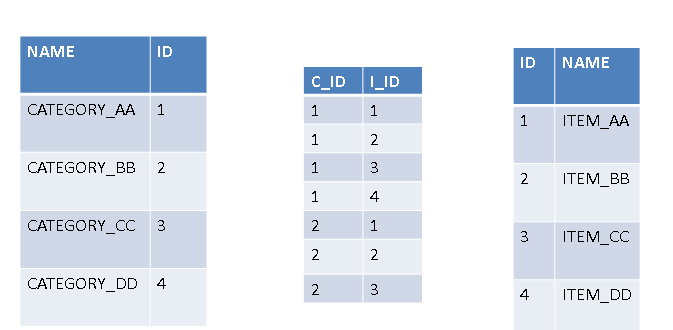 NAME ID
CATEGORY_AA 1
CATEGORY_BB 2
CATEGORY_CC 3
CATEGORY_DD 4
C_ID I_ID
1 1
1 2
1 3
1 4
2 1
2 2
2 3
ID NAME
1 ITEM_AA
2 ITEM_BB
3 ITEM_CC
4 ITEM_DD